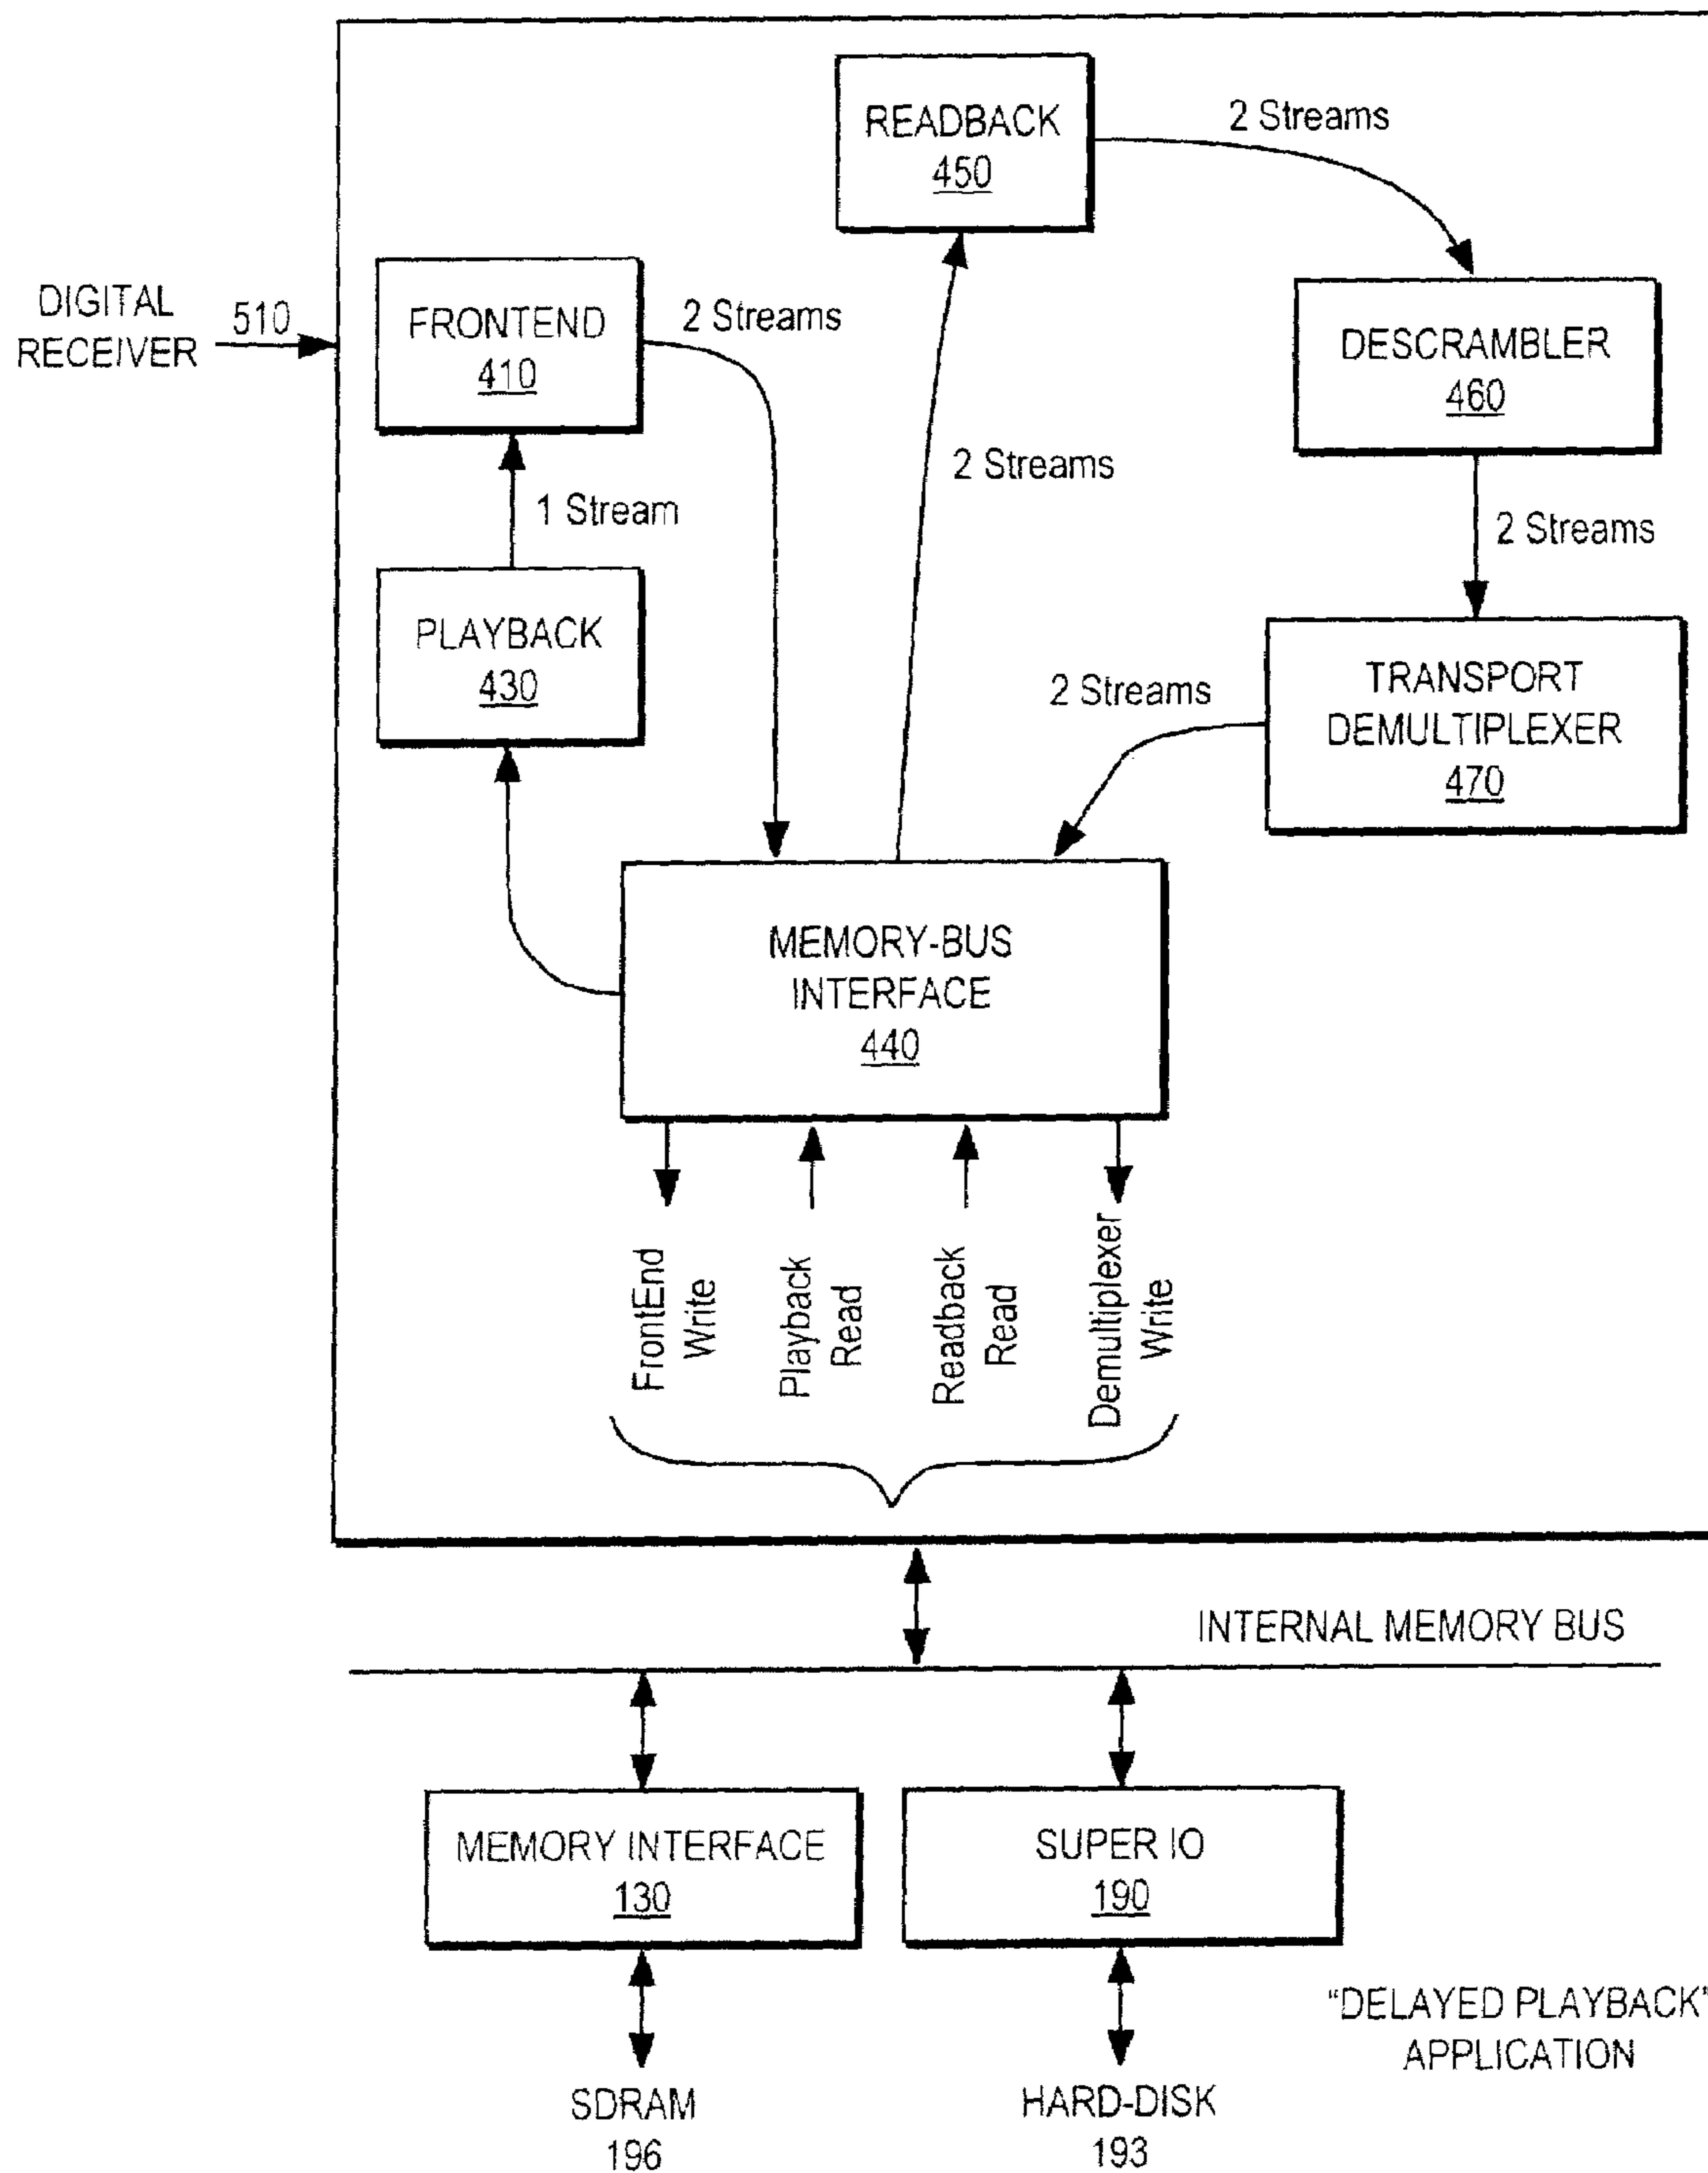 READBACK
450
2 Streams
DIGITAL
RECEIVER
510
FRONTEND
410
2 Streams
DESCRAMBLER
460
2 Streams
1 Stream
2 Streams
PLAYBACK
430
TRANSPORT
DEMULTIPLEXER
470
2 Streams
MEMORY-BUS
INTERFACE
440
FrontEnd
Write
Playback
Read
Readback
Read
Demultiplexer
Write
INTERNAL MEMORY BUS
MEMORY INTERFACE
130
SUPER IO
190
"DELAYED PLAYBACK"
APPLICATION
SDRAM
196
HARD-DISK
193